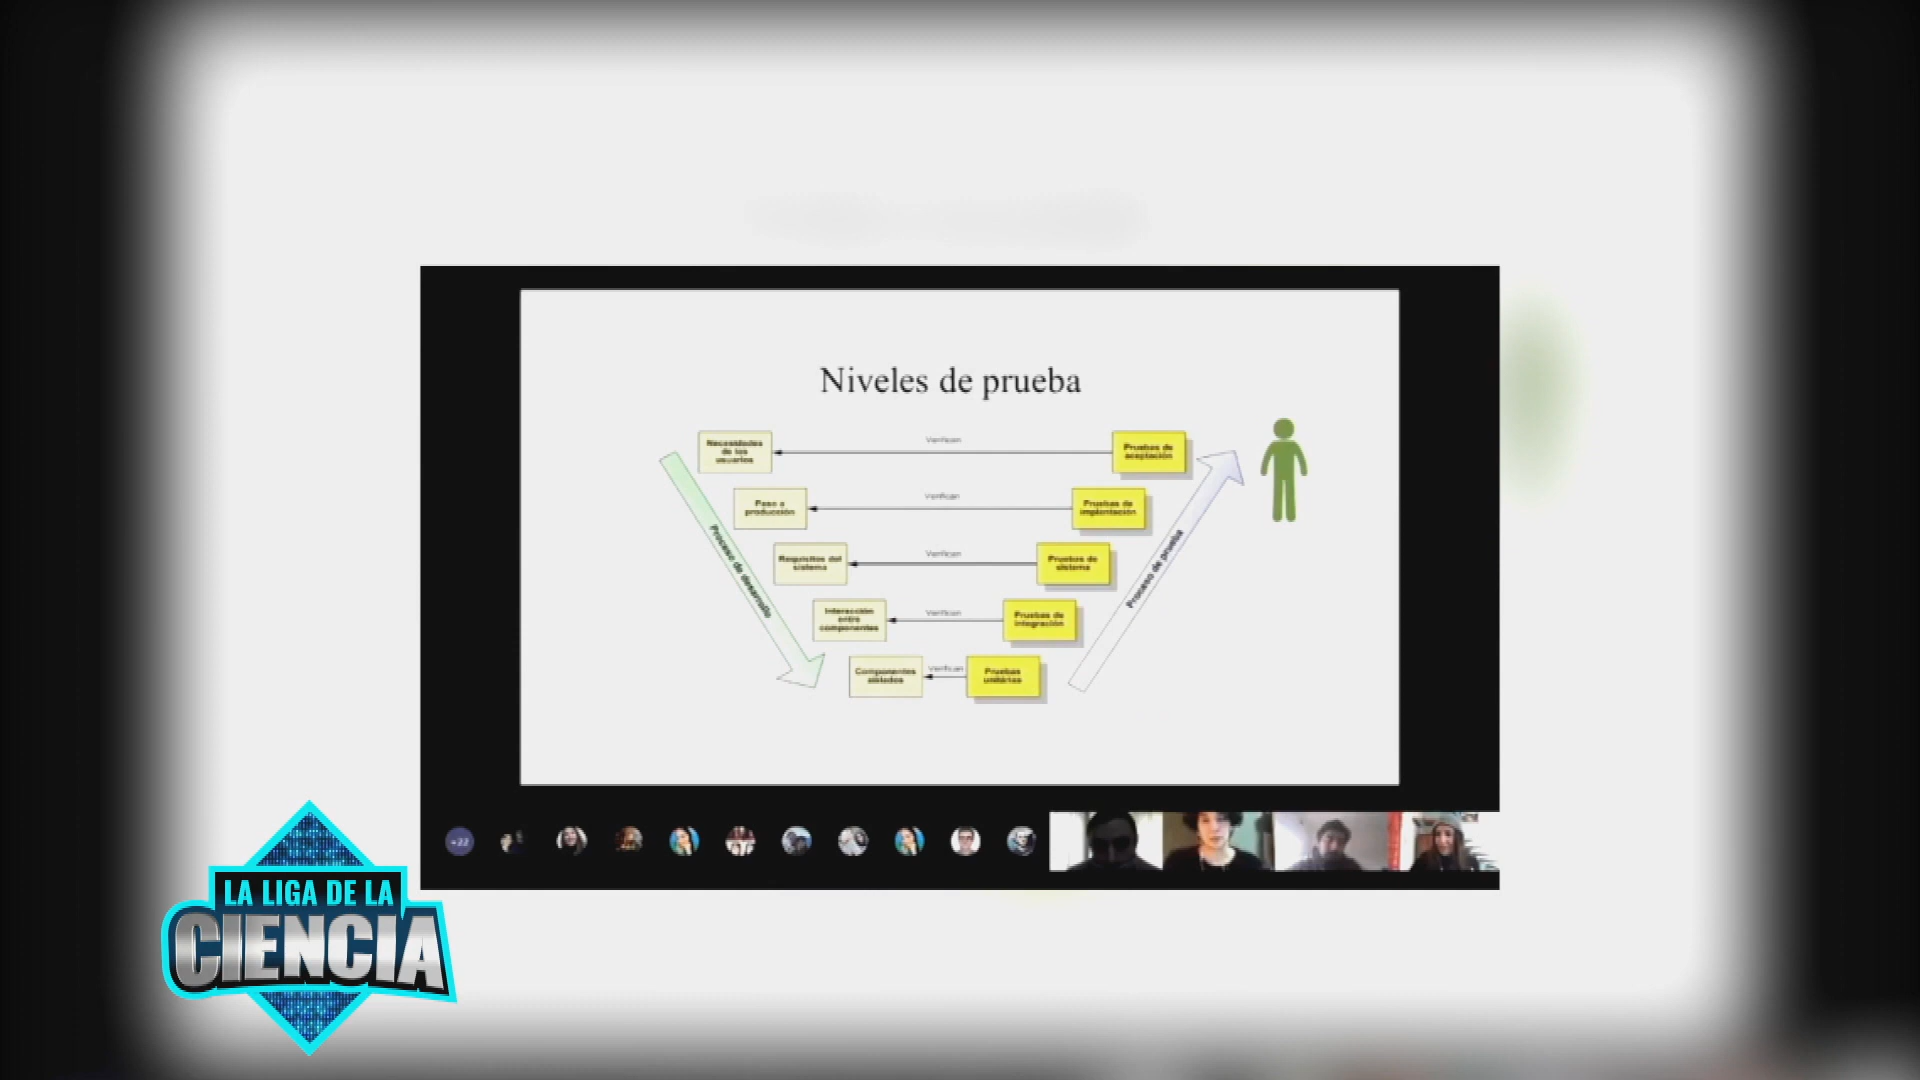 Niveles de prueba
Necesidades
de los
usuarios
Verifican
Pruebas de
aceptación
Paso a
producción
Verifican
Pruebas de
implantación
Requisitos del
sistema
Verifican
Pruebas de
sistema
Interacción
entre
componentes
Verifican
Pruebas de
integración
Componentes
aislados
Verifican
Pruebas
unitarias
Proceso de desarrollo
Proceso de prueba
+22
LA LIGA DE LA
CIENCIA